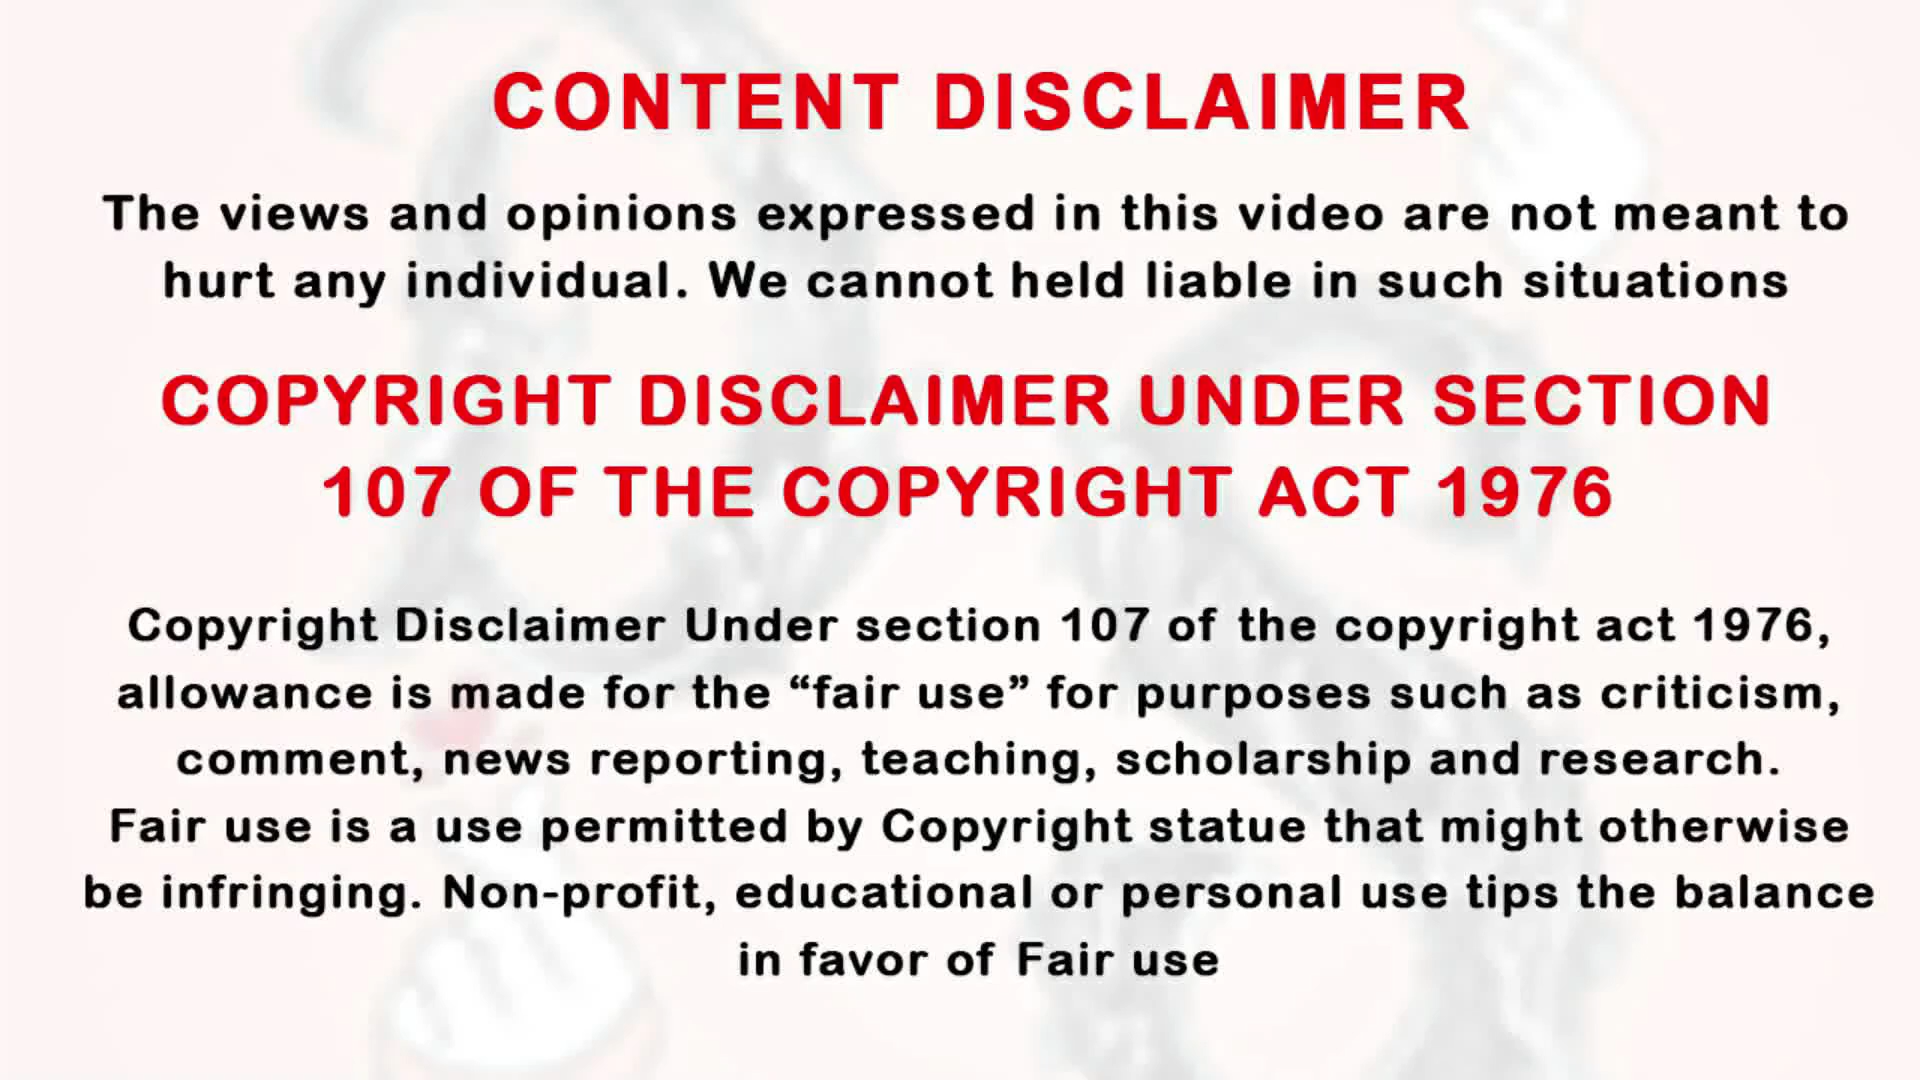 CONTENT DISCLAIMER
The views and opinions expressed in this video are not meant to
hurt any individual. We cannot held liable in such situations
COPYRIGHT DISCLAIMER UNDER SECTION
107 OF THE COPYRIGHT ACT 1976
Copyright Disclaimer Under section 107 of the copyright act 1976,
allowance is made for the “fair use” for purposes such as criticism,
comment, news reporting, teaching, scholarship and research.
Fair use is a use permitted by Copyright statue that might otherwise
be infringing. Non-profit, educational or personal use tips the balance
in favor of Fair use